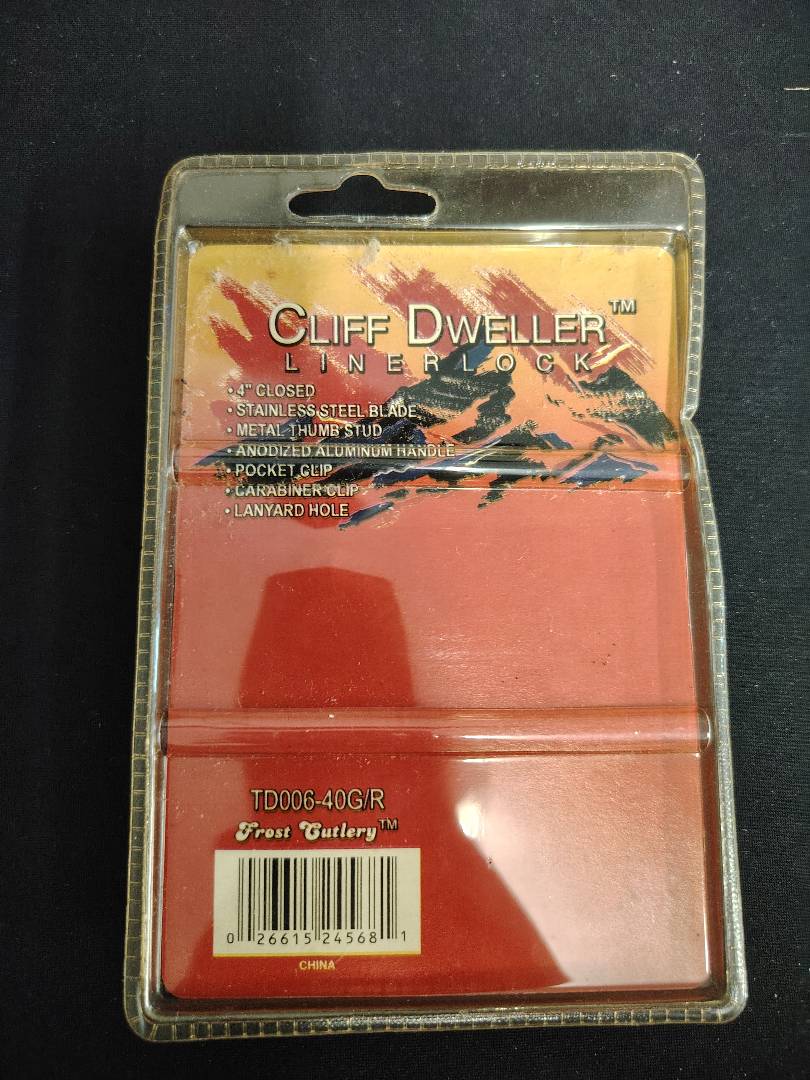 CLIFF DWELLER™
LINERLOCK
• 4" CLOSED
• STAINLESS STEEL BLADE
• METAL THUMB STUD
• ANODIZED ALUMINUM HANDLE
• POCKET CLIP
• CARABINER CLIP
• LANYARD HOLE
TD006-40G/R
Frost Cutlery™
0 26615 24568 1
CHINA